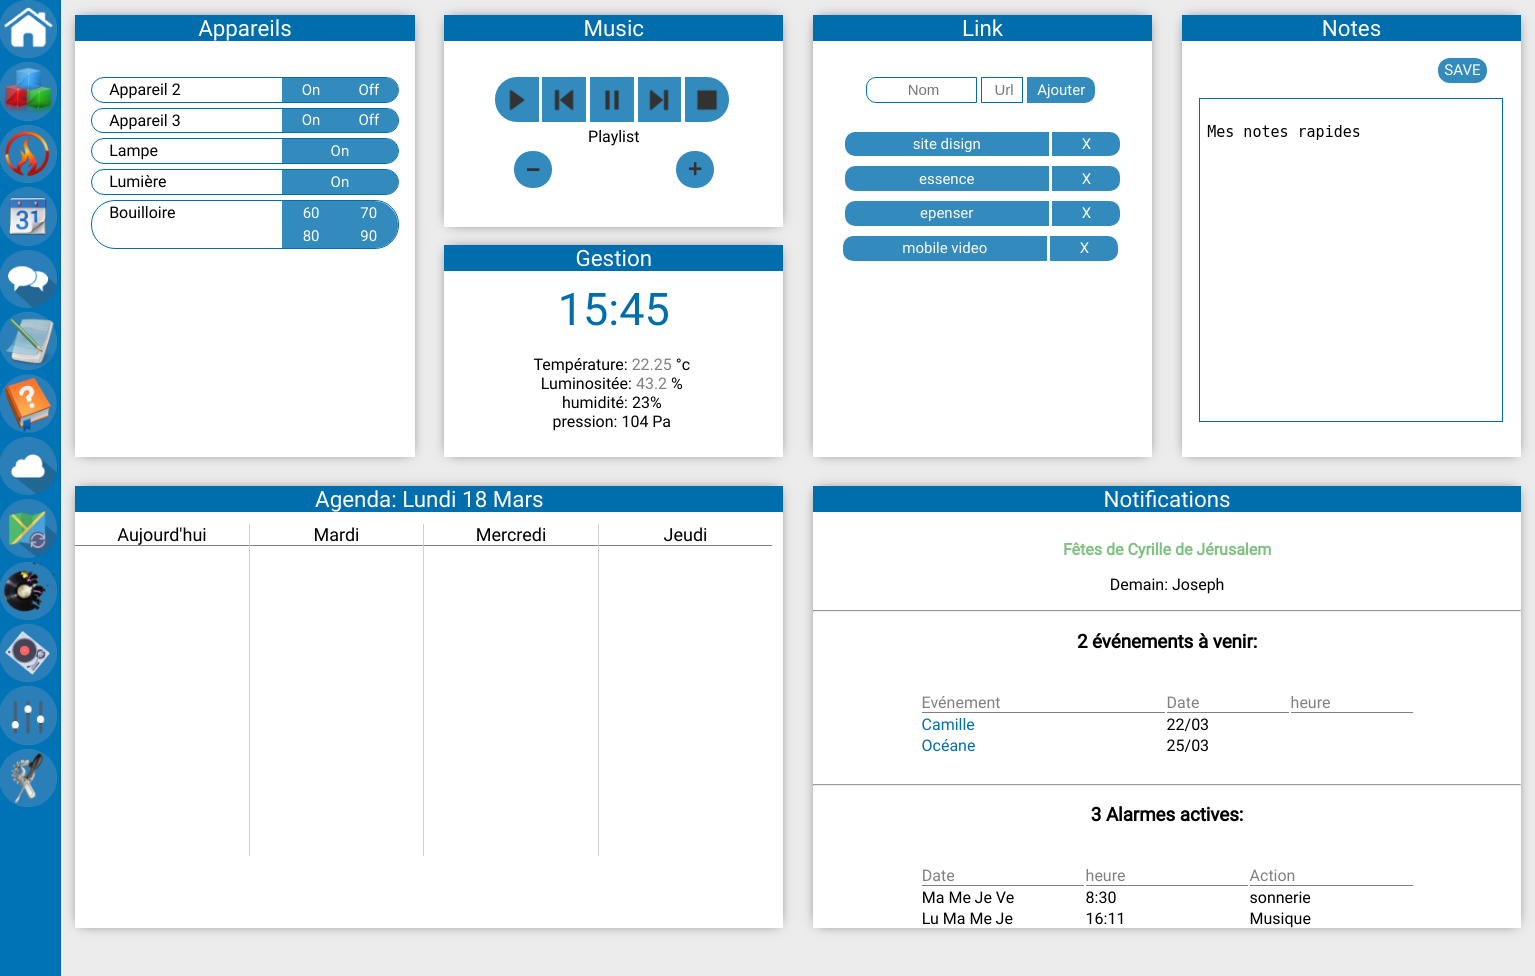 Appareils
Appareil 2 On Off
Appareil 3 On Off
Lampe On
Lumière On
Bouilloire 60 70
80 90
Music
Playlist
Gestion
15:45
Température: 22.25 °c
Luminositée: 43.2 %
humidité: 23%
pression: 104 Pa
Link
Nom Url Ajouter
site disign X
essence X
epenser X
mobile video X
Notes
SAVE
Mes notes rapides
31
Agenda: Lundi 18 Mars
Aujourd'hui Mardi Mercredi Jeudi
Notifications
Fêtes de Cyrille de Jérusalem
Demain: Joseph
2 événements à venir:
Evénement Date heure
Camille 22/03
Océane 25/03
3 Alarmes actives:
Date heure Action
Ma Me Je Ve 8:30 sonnerie
Lu Ma Me Je 16:11 Musique